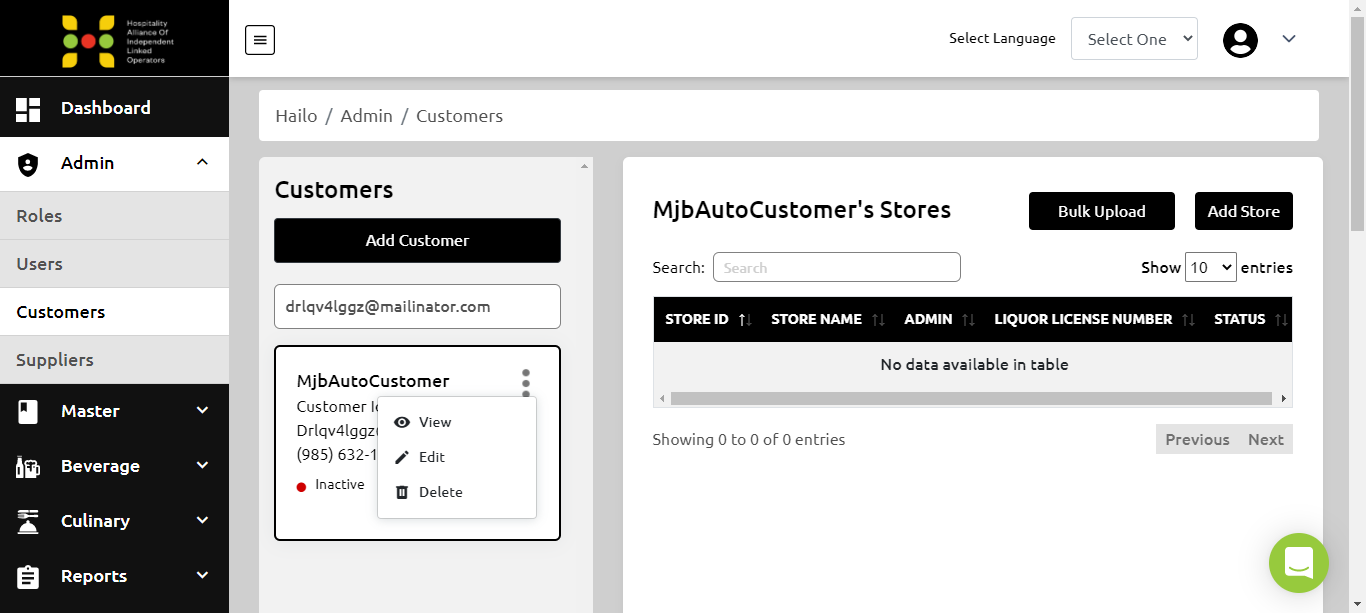 Hospitality
Alliance Of
Independent
Linked
Operators
Select Language
Select One
Dashboard
Admin
Roles
Users
Customers
Suppliers
Master
Beverage
Culinary
Reports
Hailo / Admin / Customers
Customers
Add Customer
drlqv4lggz@mailinator.com
MjbAutoCustomer
Customer
Drlqv4lggz
(985) 632-1
Inactive
View
Edit
Delete
MjbAutoCustomer's Stores
Bulk Upload
Add Store
Search: Search
Show 10 entries
STORE ID STORE NAME ADMIN LIQUOR LICENSE NUMBER STATUS
No data available in table
Showing 0 to 0 of 0 entries
Previous Next